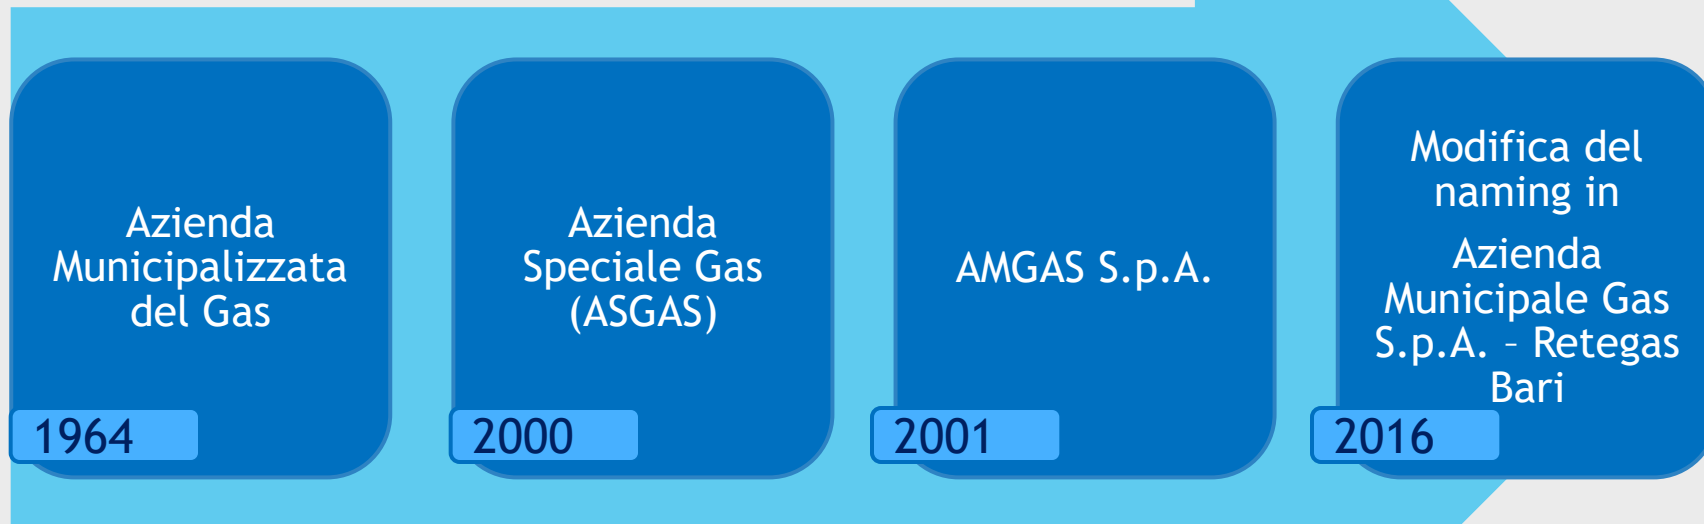 Azienda
Municipalizzata
del Gas
1964
Azienda
Speciale Gas
(ASGAS)
2000
AMGAS S.p.A.
2001
Modifica del
naming in
Azienda
Municipale Gas
S.p.A. – Retegas
Bari
2016